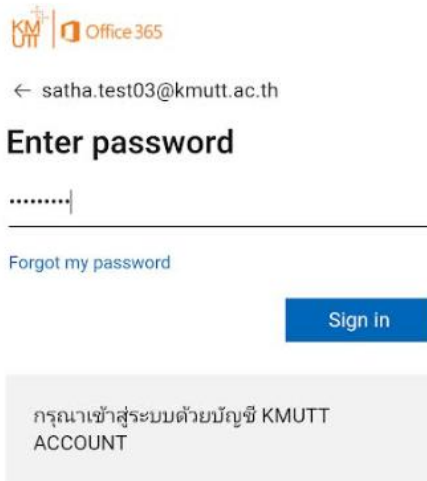 KMUTT Office 365
← satha.test03@kmutt.ac.th
Enter password
•••••••••
Forgot my password
Sign in
กรุณาเข้าสู่ระบบด้วยบัญชี KMUTT
ACCOUNT